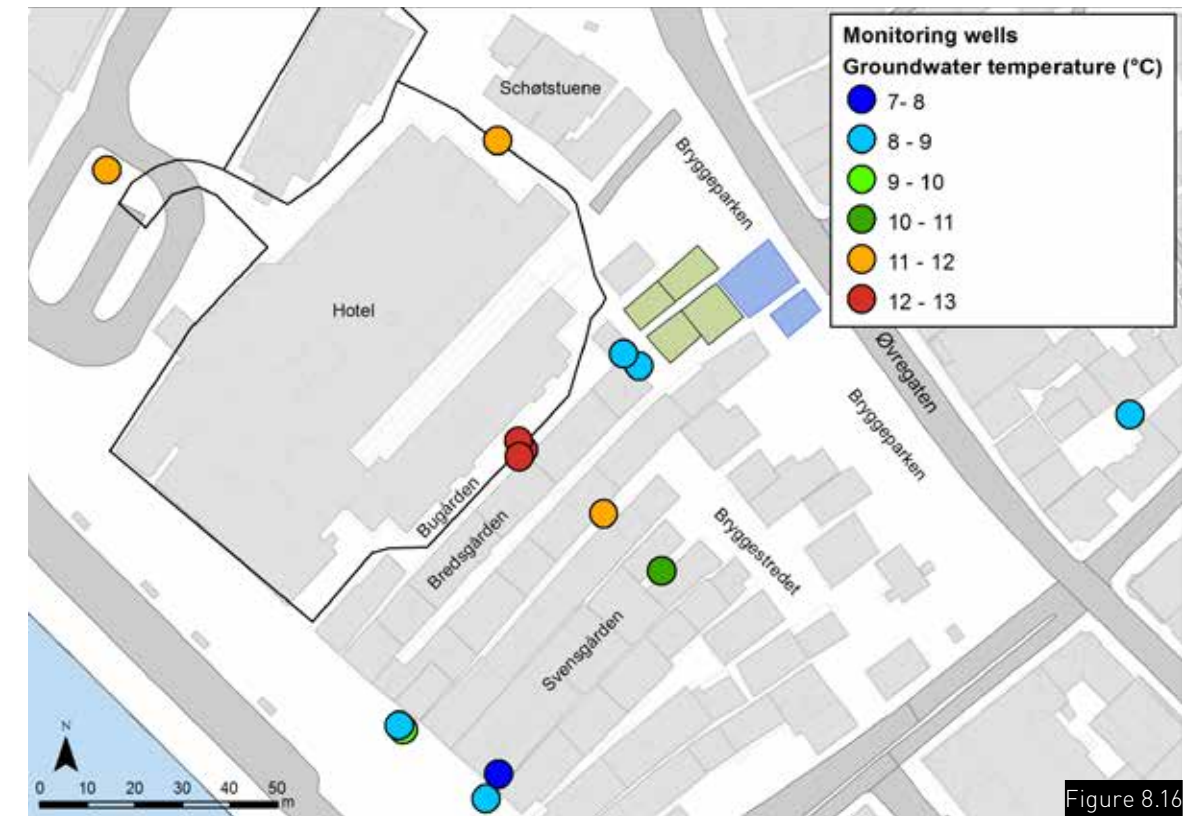 Monitoring wells
Groundwater temperature (°C)
7- 8
8 - 9
9 - 10
10 - 11
11 - 12
12 - 13
Schøtstuene
Bryggeparken
Hotel
Øvregaten
Bryggeparken
Bugården
Bredsgården
Bryggestredet
Svensgården
N
0 10 20 30 40 50
m
Figure 8.16